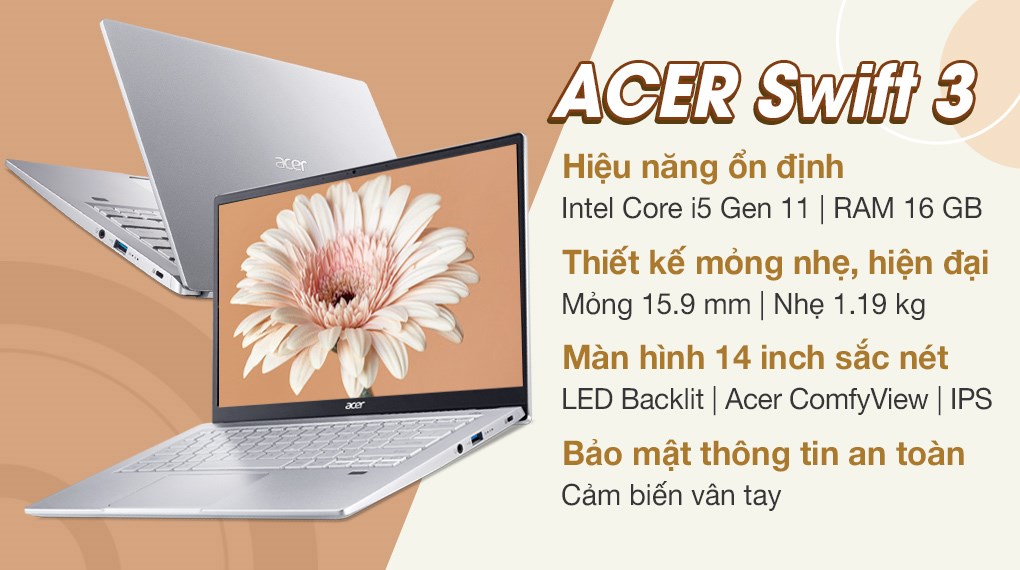 ACER Swift 3
Hiệu năng ổn định
Intel Core i5 Gen 11 | RAM 16 GB
Thiết kế mỏng nhẹ, hiện đại
Mỏng 15.9 mm | Nhẹ 1.19 kg
Màn hình 14 inch sắc nét
LED Backlit | Acer ComfyView | IPS
Bảo mật thông tin an toàn
Cảm biến vân tay
acer
acer